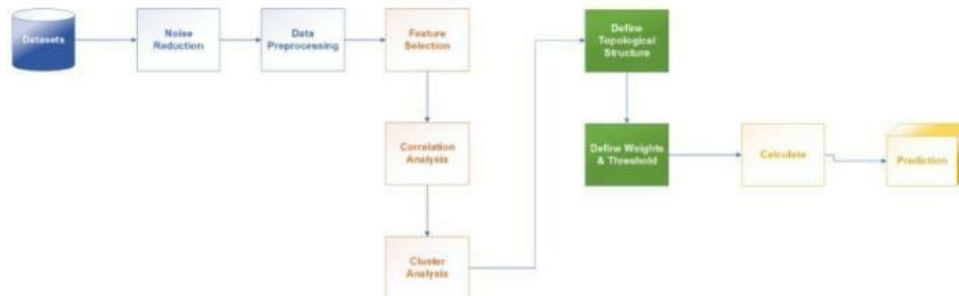 Datasets
Noise
Reduction
Data
Preprocessing
Feature
Selection
Correlation
Analysis
Cluster
Analysis
Define
Topological
Structure
Define Weights
& Threshold
Calculate
Prediction